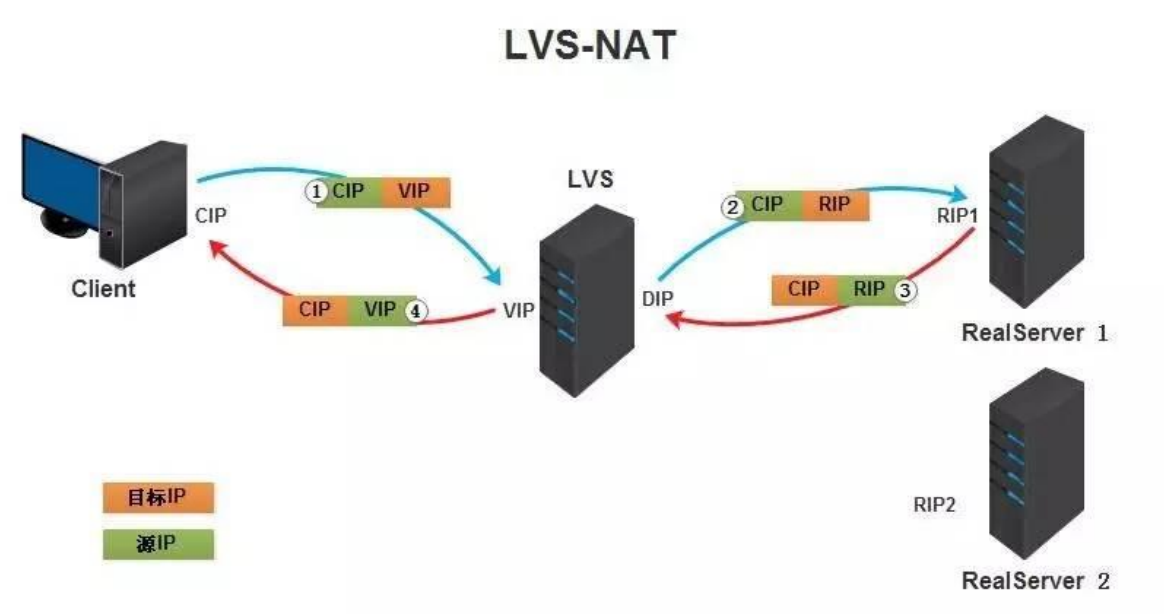 LVS-NAT
LVS
① CIP VIP
② CIP RIP
CIP
RIP1
Client
CIP RIP ③
CIP VIP ④
VIP
DIP
RealServer 1
目标IP
源IP
RIP2
RealServer 2